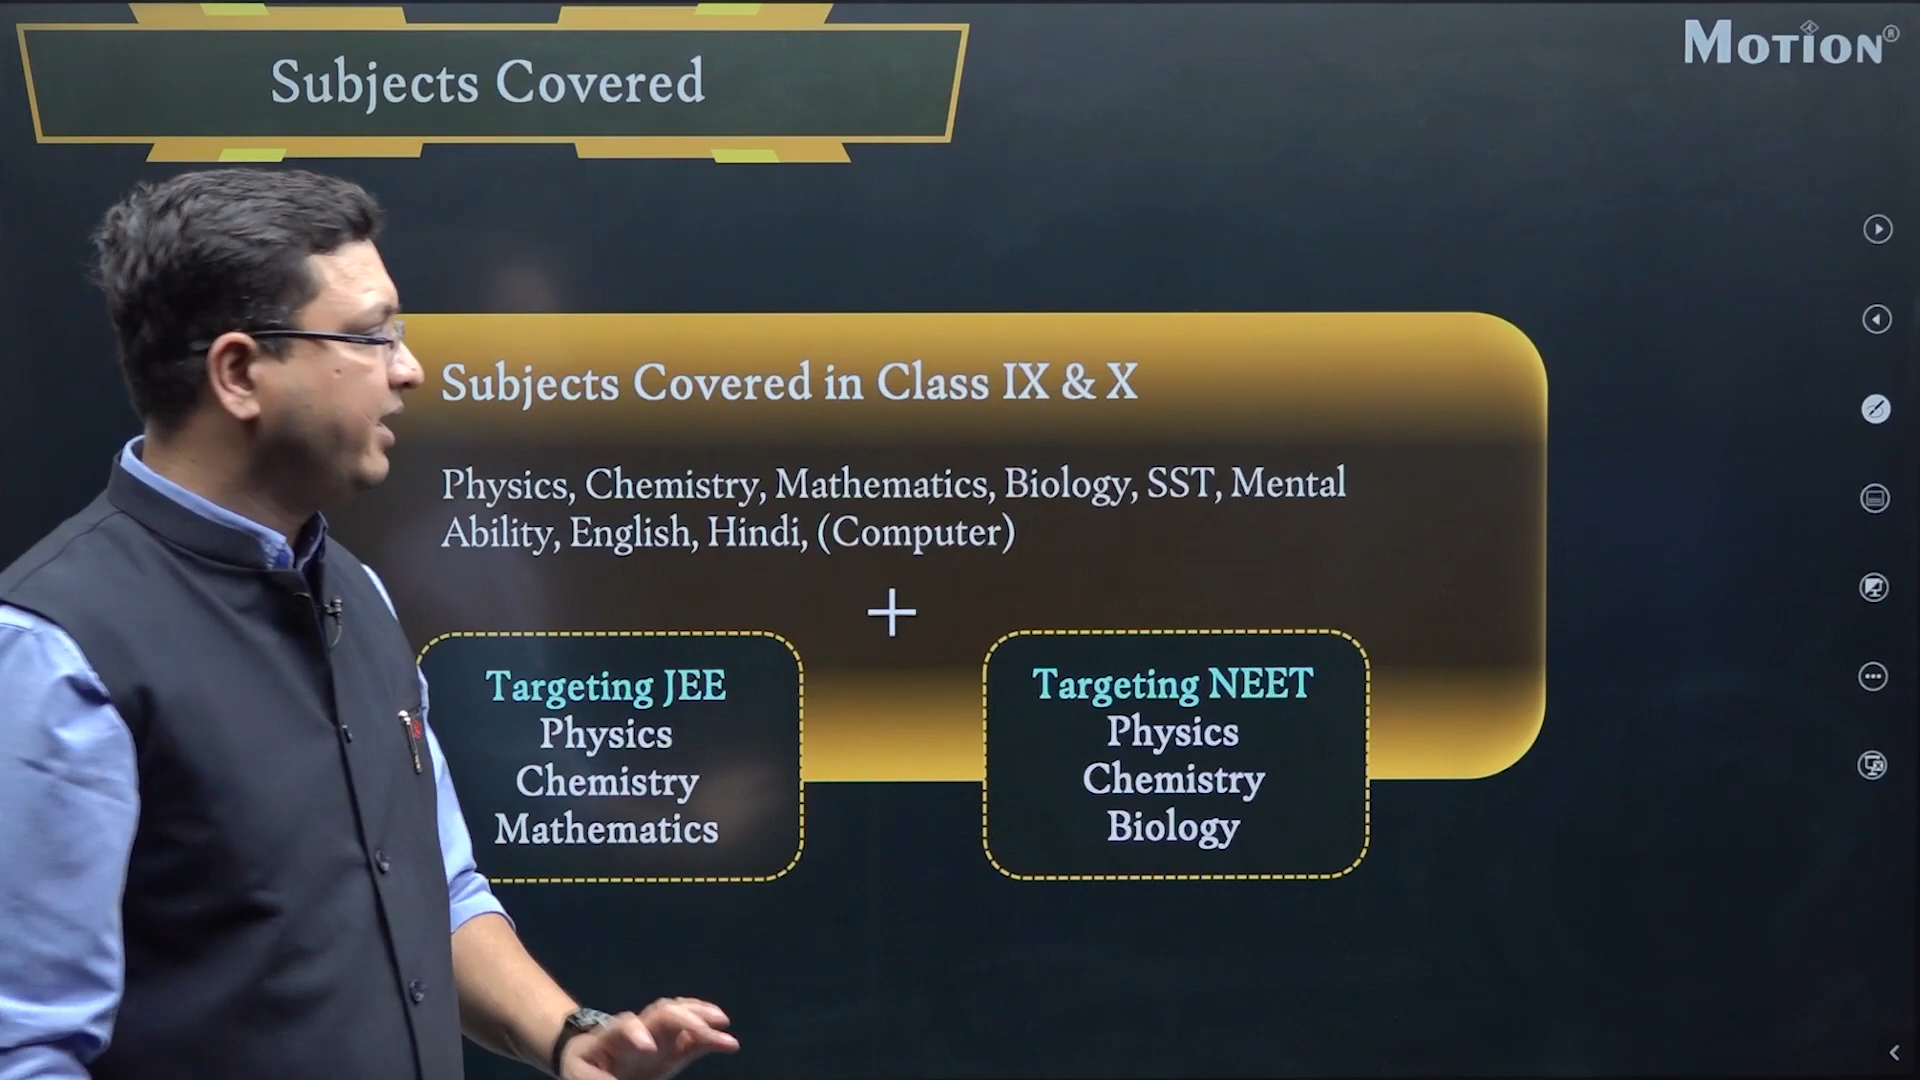 Subjects Covered
MOTION®
Subjects Covered in Class IX & X
Physics, Chemistry, Mathematics, Biology, SST, Mental
Ability, English, Hindi, (Computer)
+
Targeting JEE
Physics
Chemistry
Mathematics
Targeting NEET
Physics
Chemistry
Biology